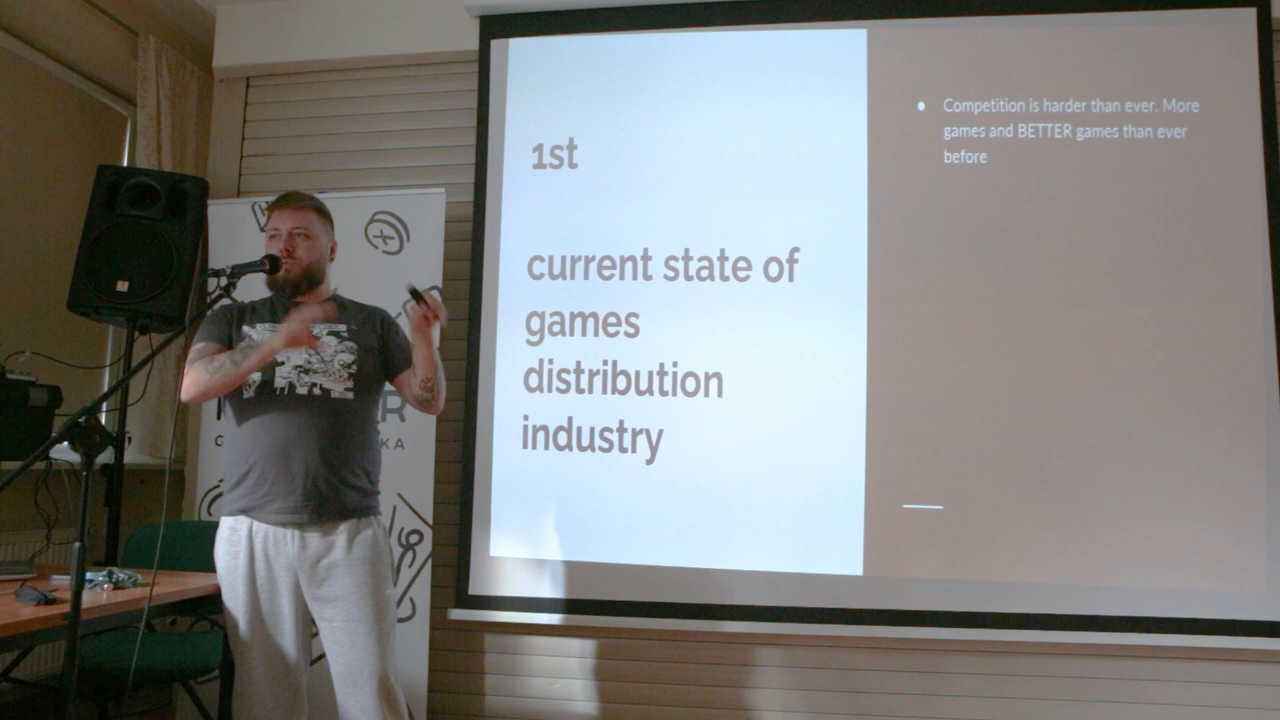 1st
current state of
games
distribution
industry
Competition is harder than ever. More
games and BETTER games than ever
before